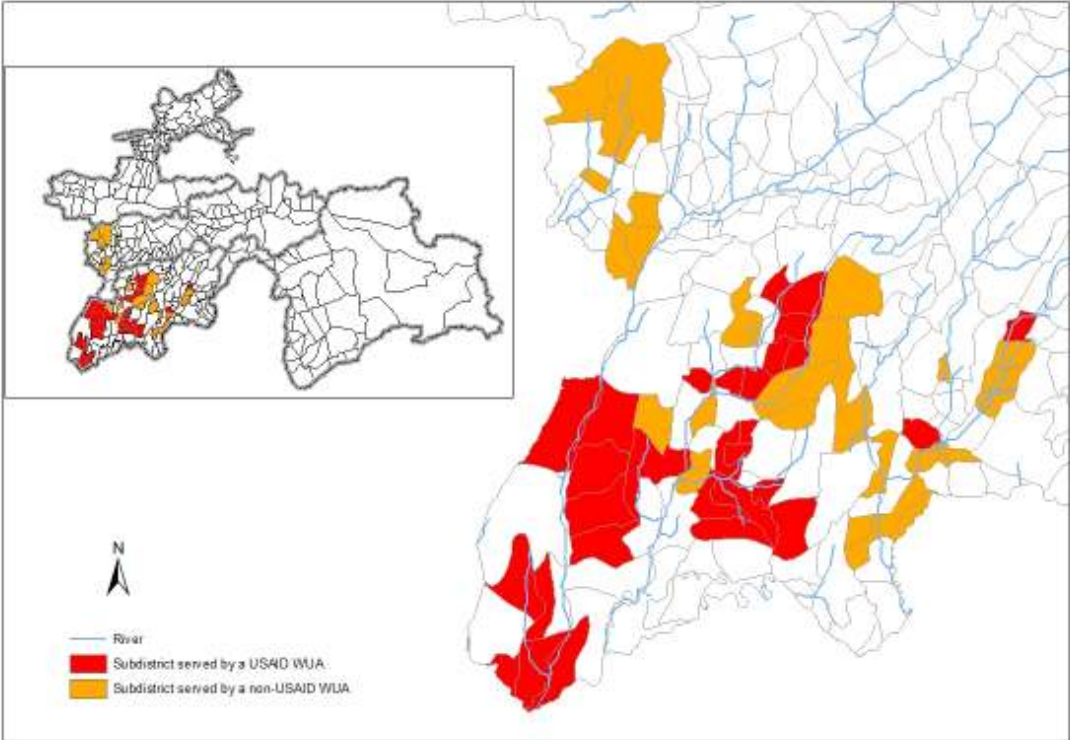 N
River
Subdistrict served by a USAID WUA
Subdistrict served by a non-USAID WUA